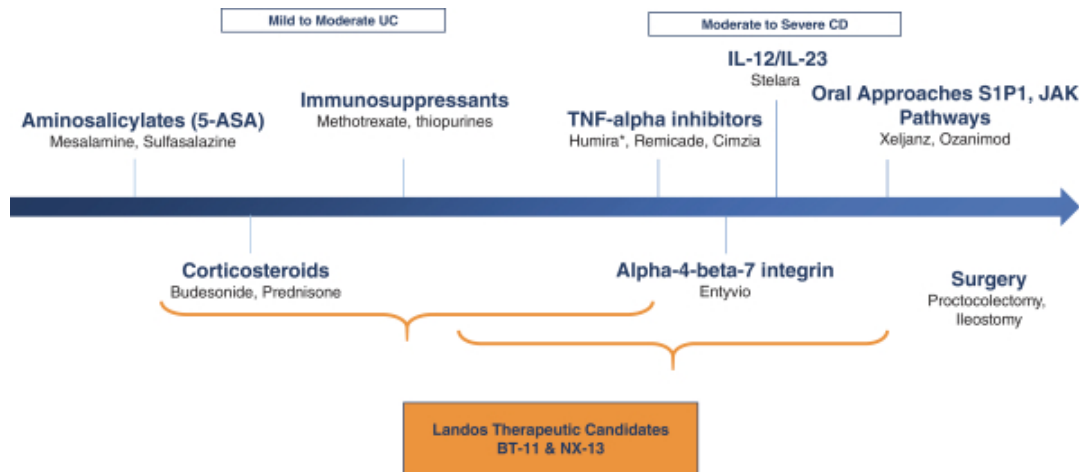 Mild to Moderate UC
Moderate to Severe CD
IL-12/IL-23
Stelara
Oral Approaches S1P1, JAK
Pathways
Xeljanz, Ozanimod
Immunosuppressants
Methotrexate, thiopurines
Aminosalicylates (5-ASA)
Mesalamine, Sulfasalazine
TNF-alpha inhibitors
Humira*, Remicade, Cimzia
Corticosteroids
Budesonide, Prednisone
Alpha-4-beta-7 integrin
Entyvio
Surgery
Proctocolectomy,
Ileostomy
Landos Therapeutic Candidates
BT-11 & NX-13